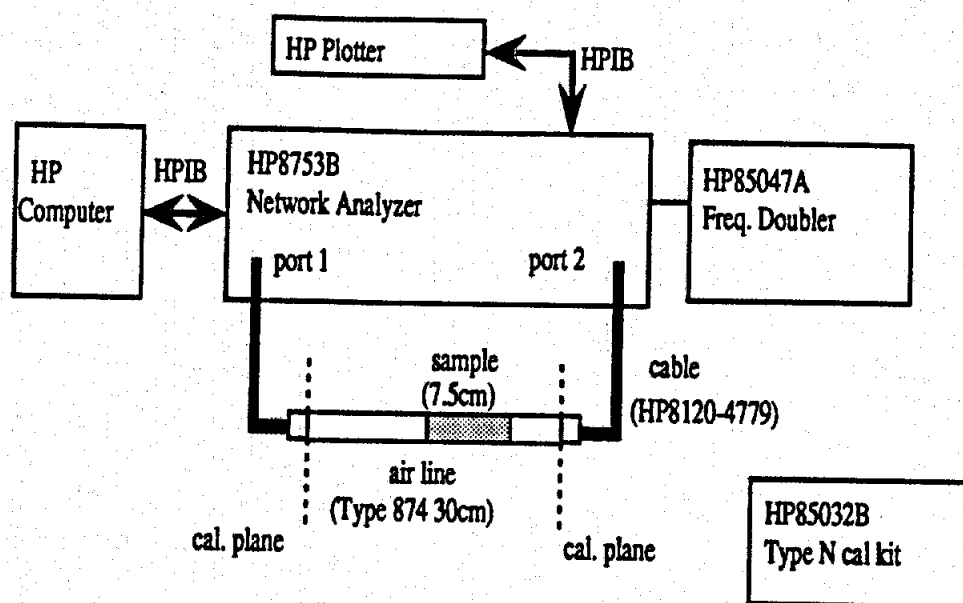 HP Plotter
HPIB
HP
Computer
HPIB
HP8753B
Network Analyzer
HP85047A
Freq. Doubler
port 1
port 2
sample
(7.5cm)
cable
(HP8120-4779)
air line
(Type 874 30cm)
cal. plane
cal. plane
HP85032B
Type N cal kit